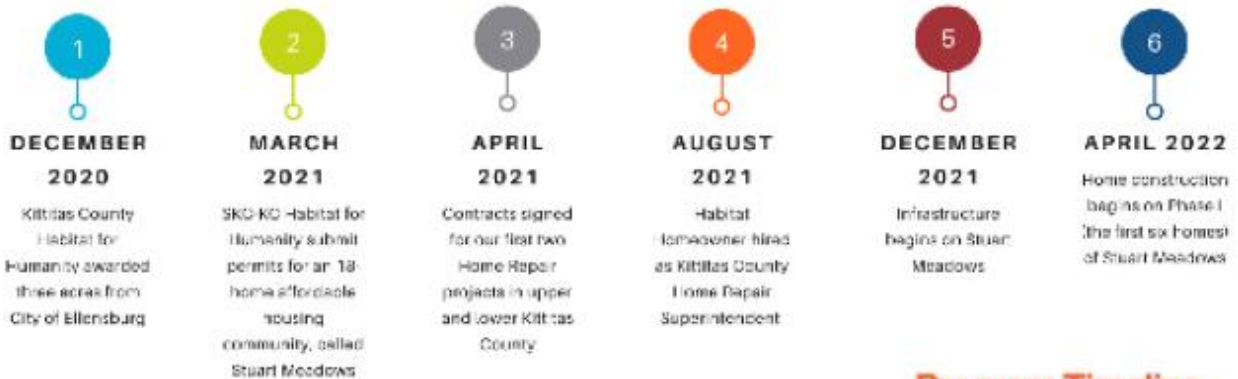 1
2
3
4
5
6
DECEMBER
2020
Kittitas County
Habitat for
Humanity awarded
three acres from
City of Ellensburg
MARCH
2021
SKC-KC Habitat for
Humanity submit
permits for an 18-
home affordable
housing
community, called
Stuart Meadows
APRIL
2021
Contracts signed
for our first two
Home Repair
projects in upper
and lower Kittitas
County
AUGUST
2021
Habitat
Homeowner hired
as Kittitas County
Home Repair
Superintendent
DECEMBER
2021
Infrastructure
begins on Stuart
Meadows
APRIL 2022
Home construction
begins on Phase I
(the first six homes)
of Stuart Meadows
Timeline